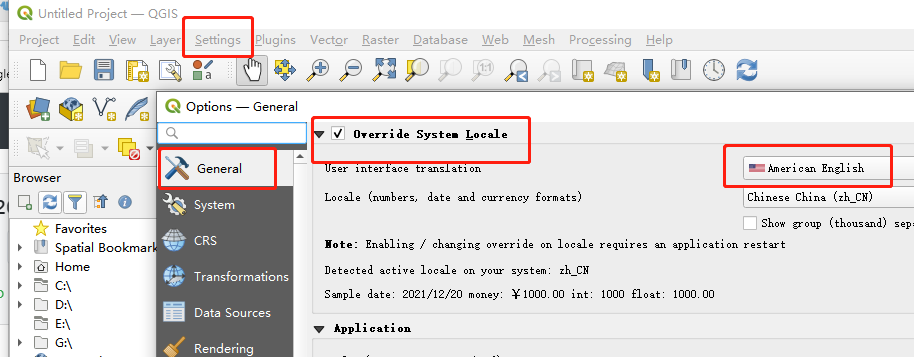 Untitled Project — QGIS
Project Edit View Layer Settings Plugins Vector Raster Database Web Mesh Processing Help
Options — General
Override System Locale
General
User interface translation
American English
Browser
System
Locale (numbers, date and currency formats)
Chinese China (zh_CN)
Show group (thousand) sep
Favorites
CRS
Note: Enabling / changing override on locale requires an application restart
Spatial Bookmark
Home
Transformations
Detected active locale on your system: zh_CN
C:\
Sample date: 2021/12/20 money: ￥1000.00 int: 1000 float: 1000.00
D:\
Data Sources
E:\
Application
G:\
Rendering